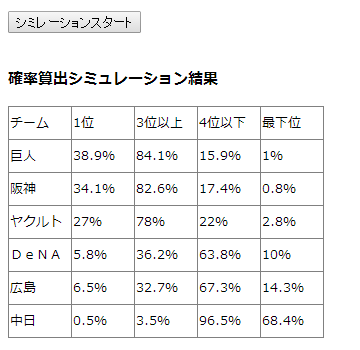 シミレーションスタート
確率算出シミュレーション結果
チーム 1位 3位以上 4位以下 最下位
巨人 38.9% 84.1% 15.9% 1%
阪神 34.1% 82.6% 17.4% 0.8%
ヤクルト 27% 78% 22% 2.8%
ＤｅＮＡ 5.8% 36.2% 63.8% 10%
広島 6.5% 32.7% 67.3% 14.3%
中日 0.5% 3.5% 96.5% 68.4%